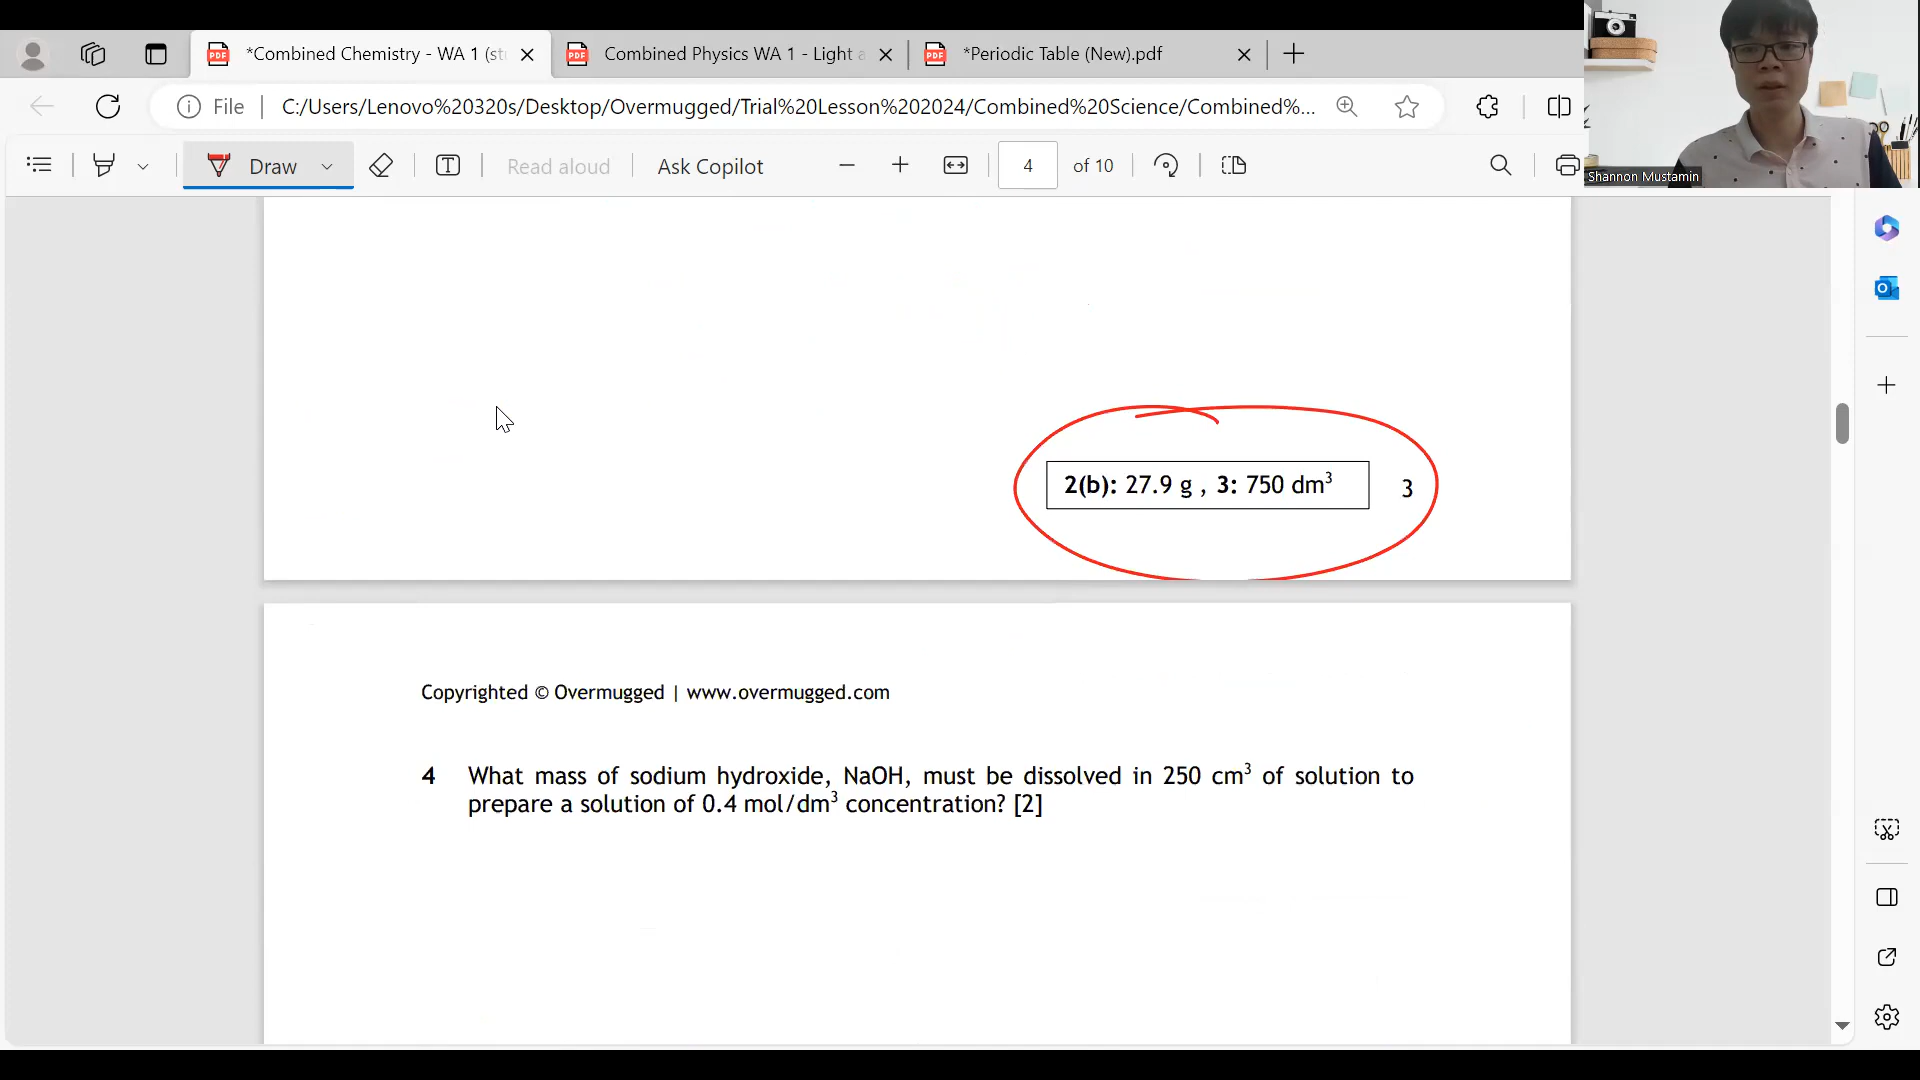 *Combined Chemistry - WA 1 (st
Combined Physics WA 1 - Light a
*Periodic Table (New).pdf
File
C:/Users/Lenovo%20320s/Desktop/Overmugged/Trial%20Lesson%202024/Combined%20Science/Combined%...
Draw
Read aloud
Ask Copilot
4
of 10
Shannon Mustamin
2(b): 27.9 g , 3: 750 dm³
3
Copyrighted © Overmugged | www.overmugged.com
4 What mass of sodium hydroxide, NaOH, must be dissolved in 250 cm³ of solution to
prepare a solution of 0.4 mol/dm³ concentration? [2]